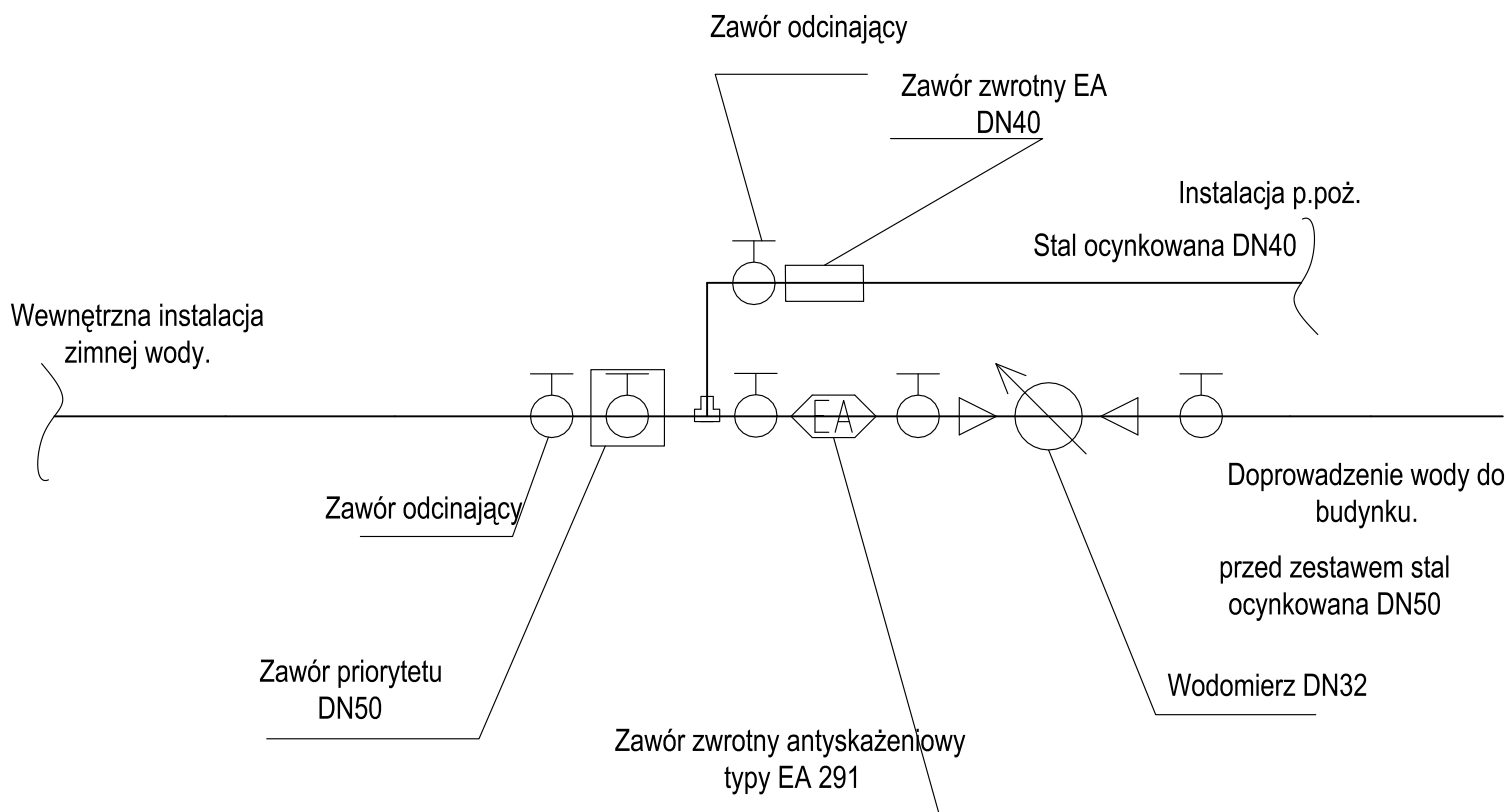 Zawór odcinający
Zawór zwrotny EA
DN40
Instalacja p.poż.
Stal ocynkowana DN40
Wewnętrzna instalacja
zimnej wody.
EA
Doprowadzenie wody do
budynku.
Zawór odcinający
przed zestawem stal
ocynkowana DN50
Zawór priorytetu
DN50
Wodomierz DN32
Zawór zwrotny antyskażeniowy
typy EA 291